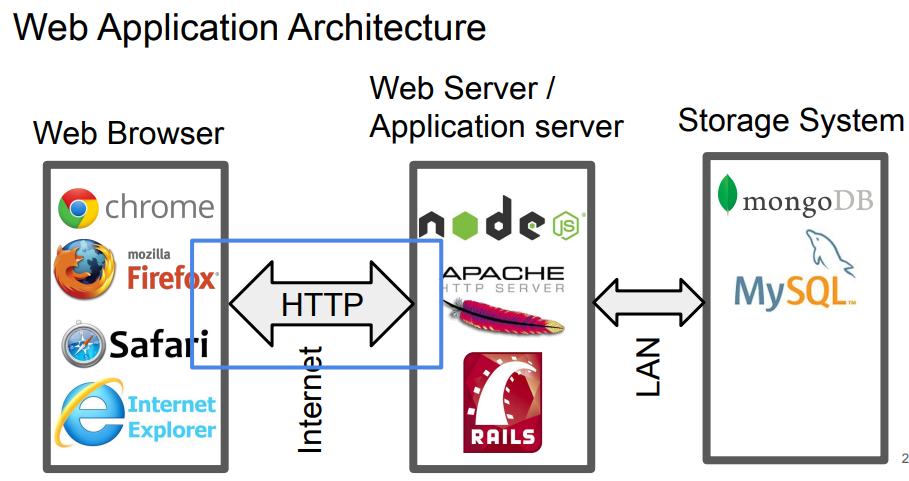 Web Application Architecture
Web Server /
Application server
Web Browser
Storage System
chrome
mozilla
Firefox
Safari
Internet
Explorer
HTTP
Internet
node
JS
APACHE
HTTP SERVER
RAILS
LAN
mongoDB
MySQL
2